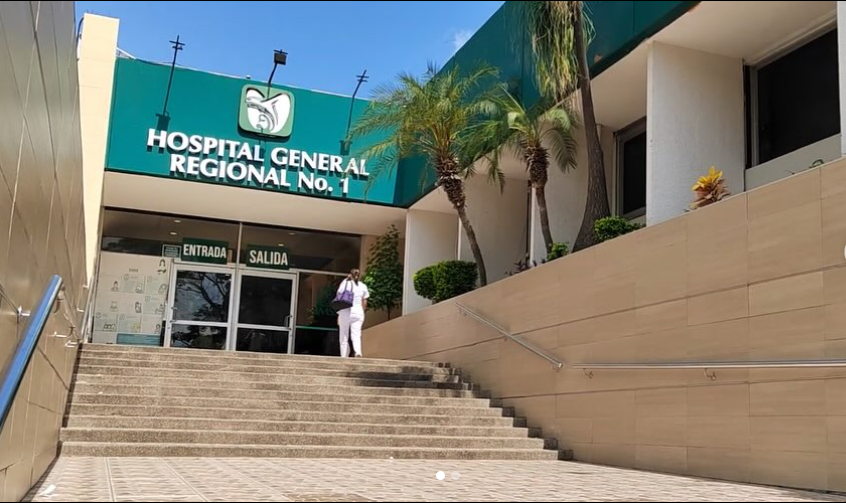 HOSPITAL GENERAL
REGIONAL No. 1
ENTRADA
SALIDA